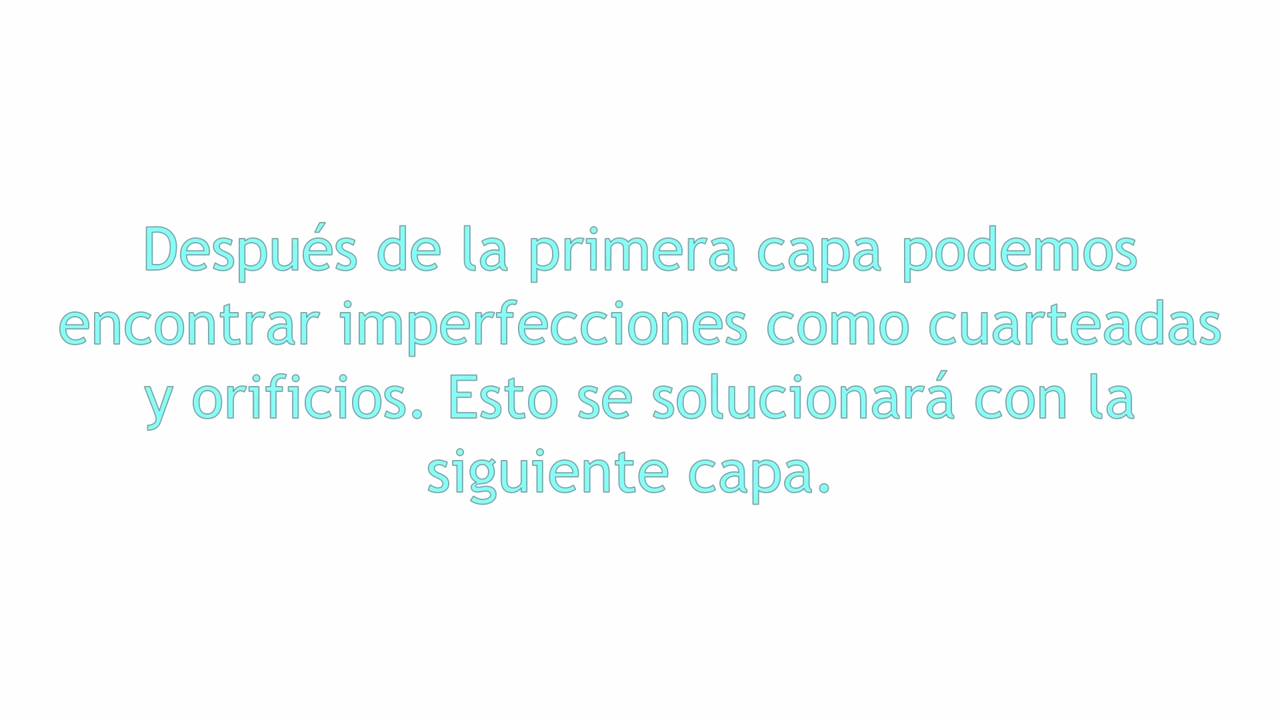 Después de la primera capa podemos
encontrar imperfecciones como cuarteadas
y orificios. Esto se solucionará con la
siguiente capa.